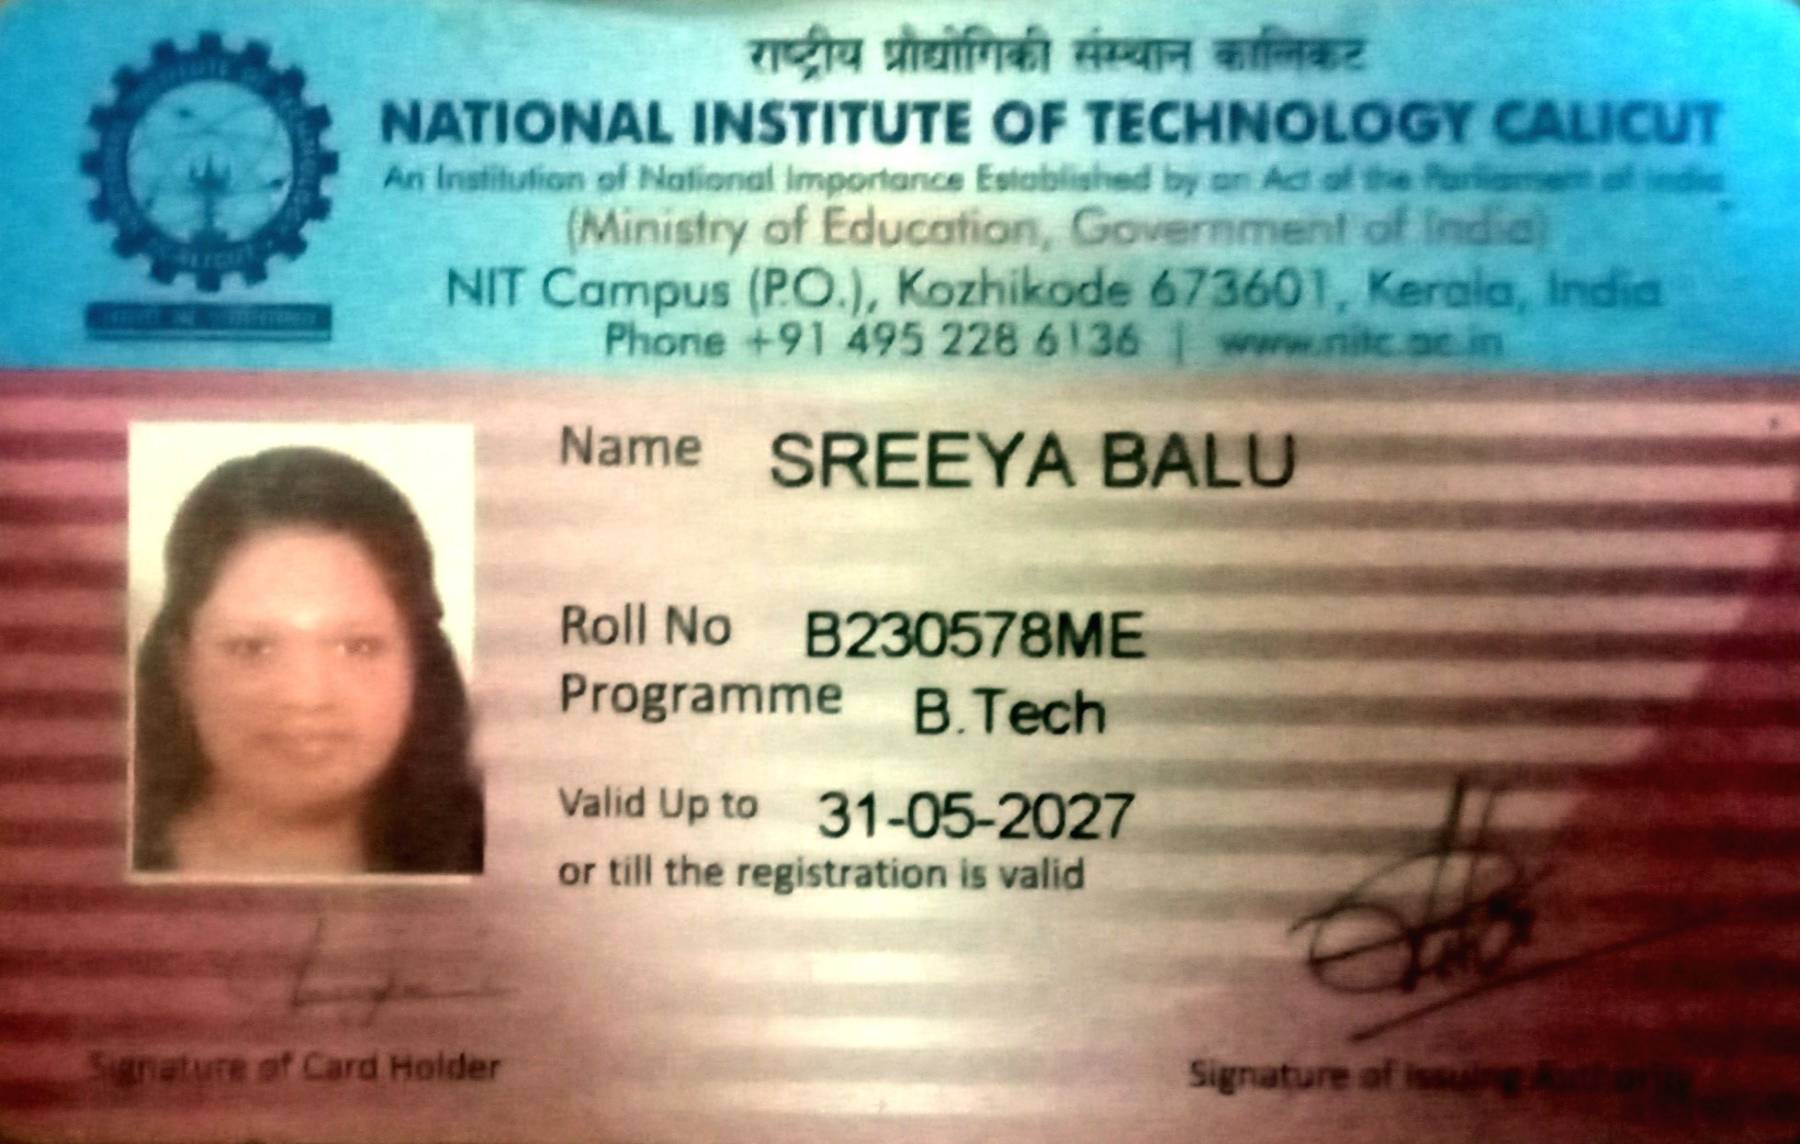 राष्ट्रीय प्रौद्योगिकी संस्थान कालिकट
NATIONAL INSTITUTE OF TECHNOLOGY CALICUT
An Institution of National Importance Established by an Act of the Parliament of India
(Ministry of Education, Government of India)
NIT Campus (P.O.), Kozhikode 673601, Kerala, India
Phone +91 495 228 6136 | www.nitc.ac.in
Name SREEYA BALU
Roll No B230578ME
Programme B.Tech
Valid Up to 31-05-2027
or till the registration is valid
Signature of Card Holder
Signature of Issuing Authority